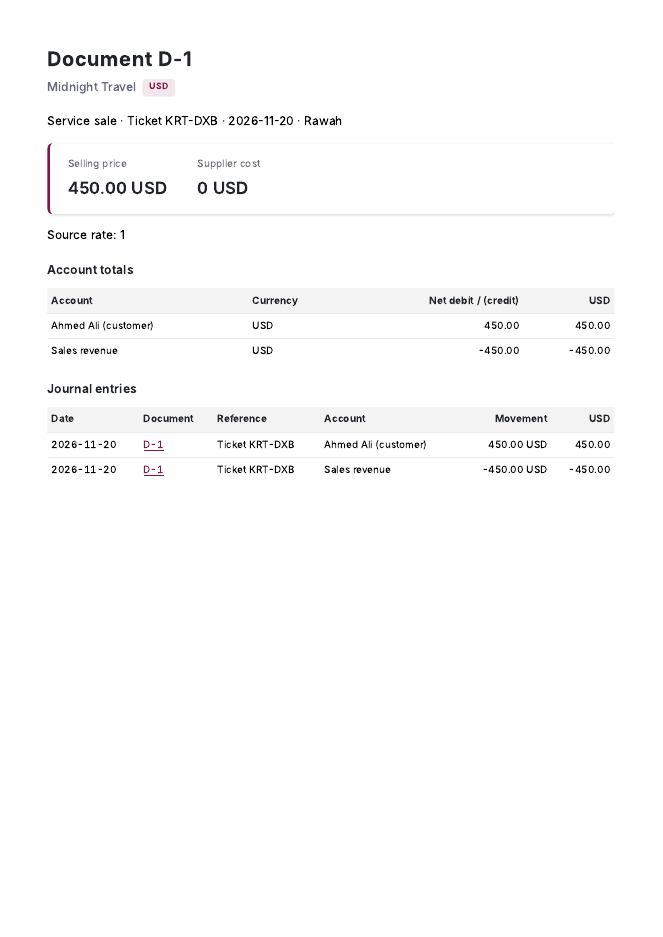 Document D-1
Midnight Travel USD
Service sale · Ticket KRT-DXB · 2026-11-20 · Rawah
Selling price Supplier cost
450.00 USD 0 USD
Source rate: 1
Account totals
Account Currency Net debit / (credit) USD
Ahmed Ali (customer) USD 450.00 450.00
Sales revenue USD -450.00 -450.00
Journal entries
Date Document Reference Account Movement USD
2026-11-20 D-1 Ticket KRT-DXB Ahmed Ali (customer) 450.00 USD 450.00
2026-11-20 D-1 Ticket KRT-DXB Sales revenue -450.00 USD -450.00